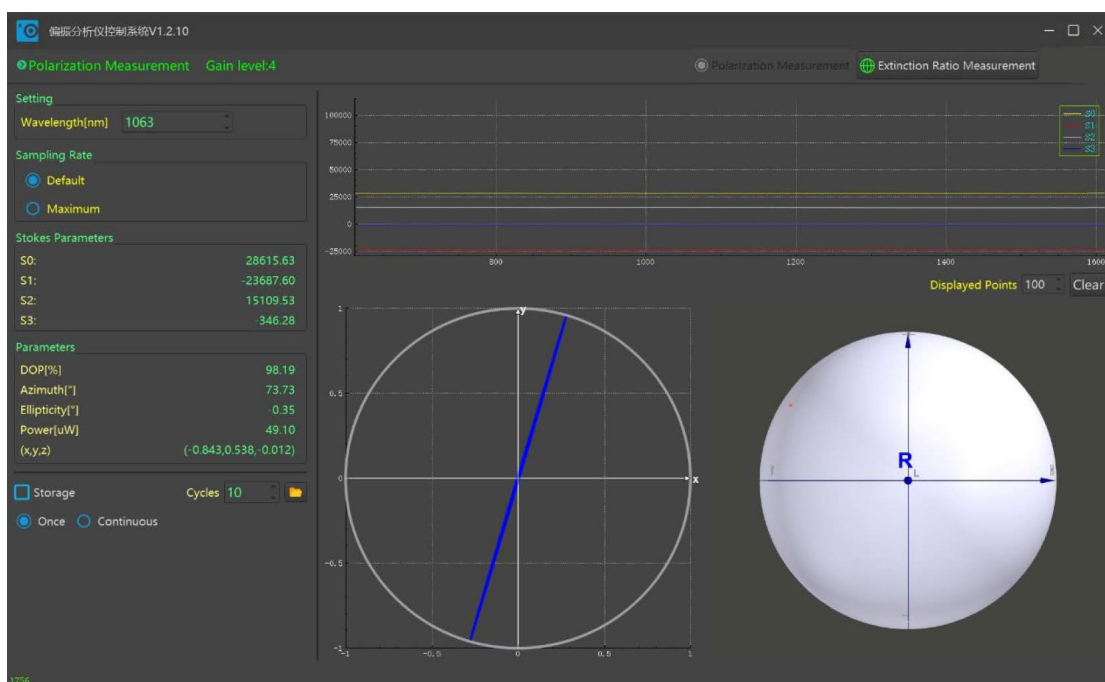 偏振分析仪控制系统V1.2.10
Polarization Measurement Gain level:4
Polarization Measurement
Extinction Ratio Measurement
Setting
Wavelength[nm] 1063
Sampling Rate
Default
Maximum
Stokes Parameters
S0: 28615.63
S1: -23687.60
S2: 15109.53
S3: -346.28
Parameters
DOP[%] 98.19
Azimuth[°] 73.73
Ellipticity[°] -0.35
Power[uW] 49.10
(x,y,z) (-0.843,0.538,-0.012)
Storage Cycles 10
Once Continuous
100000
75000
50000
25000
0
-25000
800 1000 1200 1400 1600
S0
S1
S2
S3
Displayed Points 100 Clear
y
1
0.5
0
x
-0.5
-1
-1 -0.5 0 0.5 1
R
L
1756